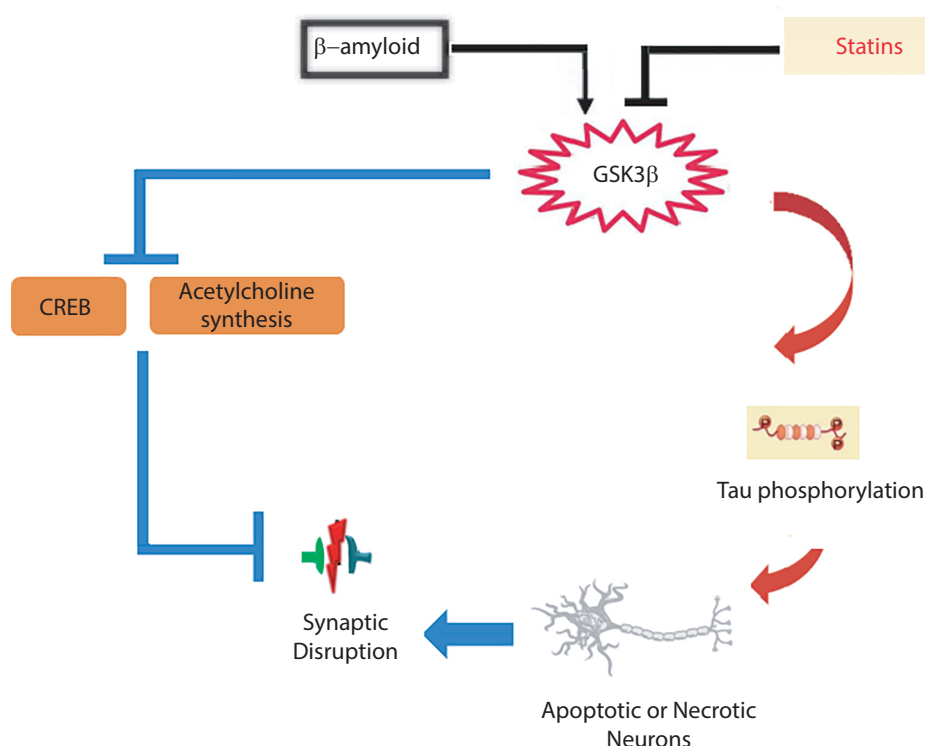 β–amyloid
Statins
GSK3β
CREB
Acetylcholine
synthesis
P
P
P
Tau phosphorylation
Synaptic
Disruption
Apoptotic or Necrotic
Neurons